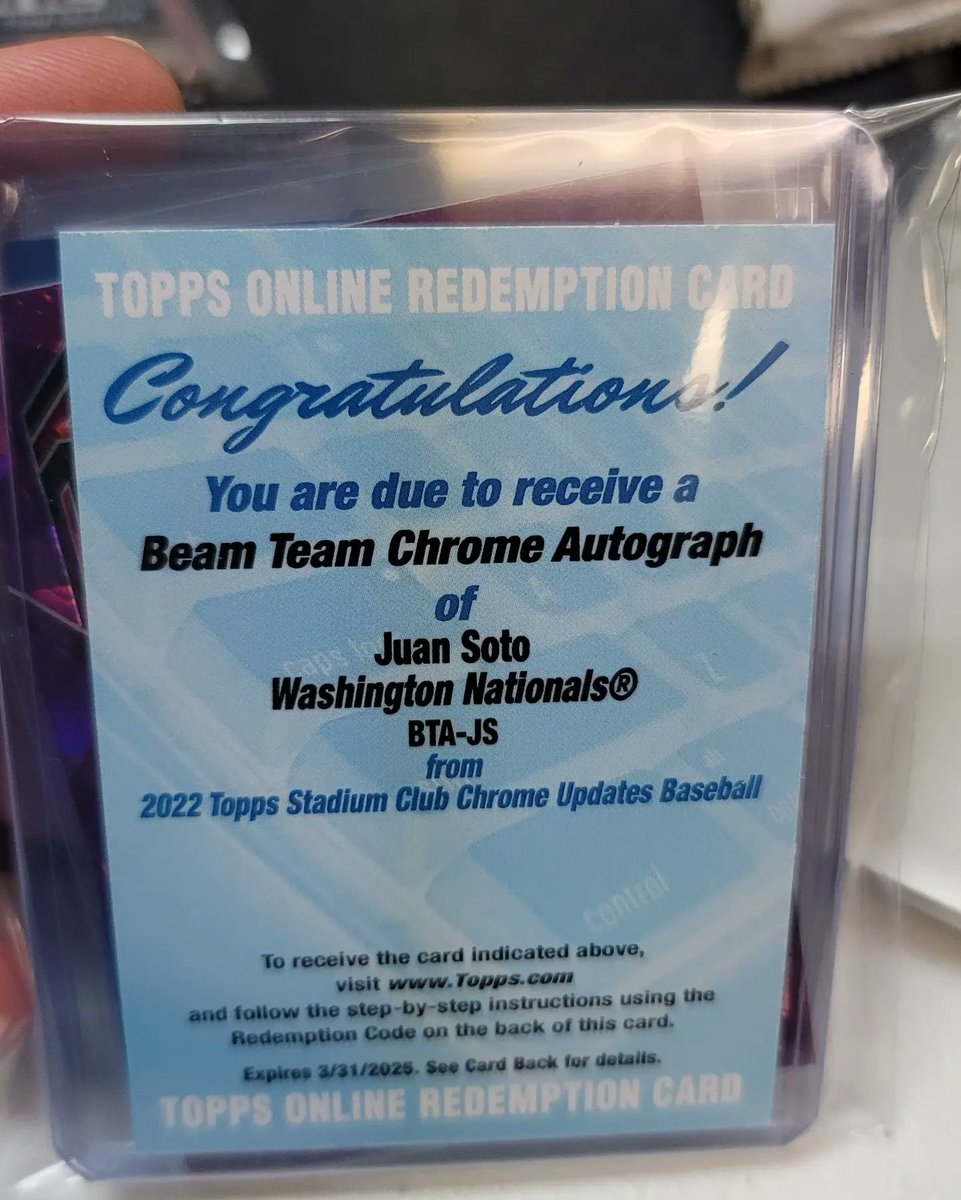 TOPPS ONLINE REDEMPTION CARD
Congratulations!
You are due to receive a
Beam Team Chrome Autograph
of
Juan Soto
Washington Nationals®
BTA-JS
from
2022 Topps Stadium Club Chrome Updates Baseball
caps
control
To receive the card indicated above,
visit www.Topps.com
and follow the step-by-step instructions using the
Redemption Code on the back of this card.
Expires 3/31/2025. See Card Back for details.
TOPPS ONLINE REDEMPTION CARD